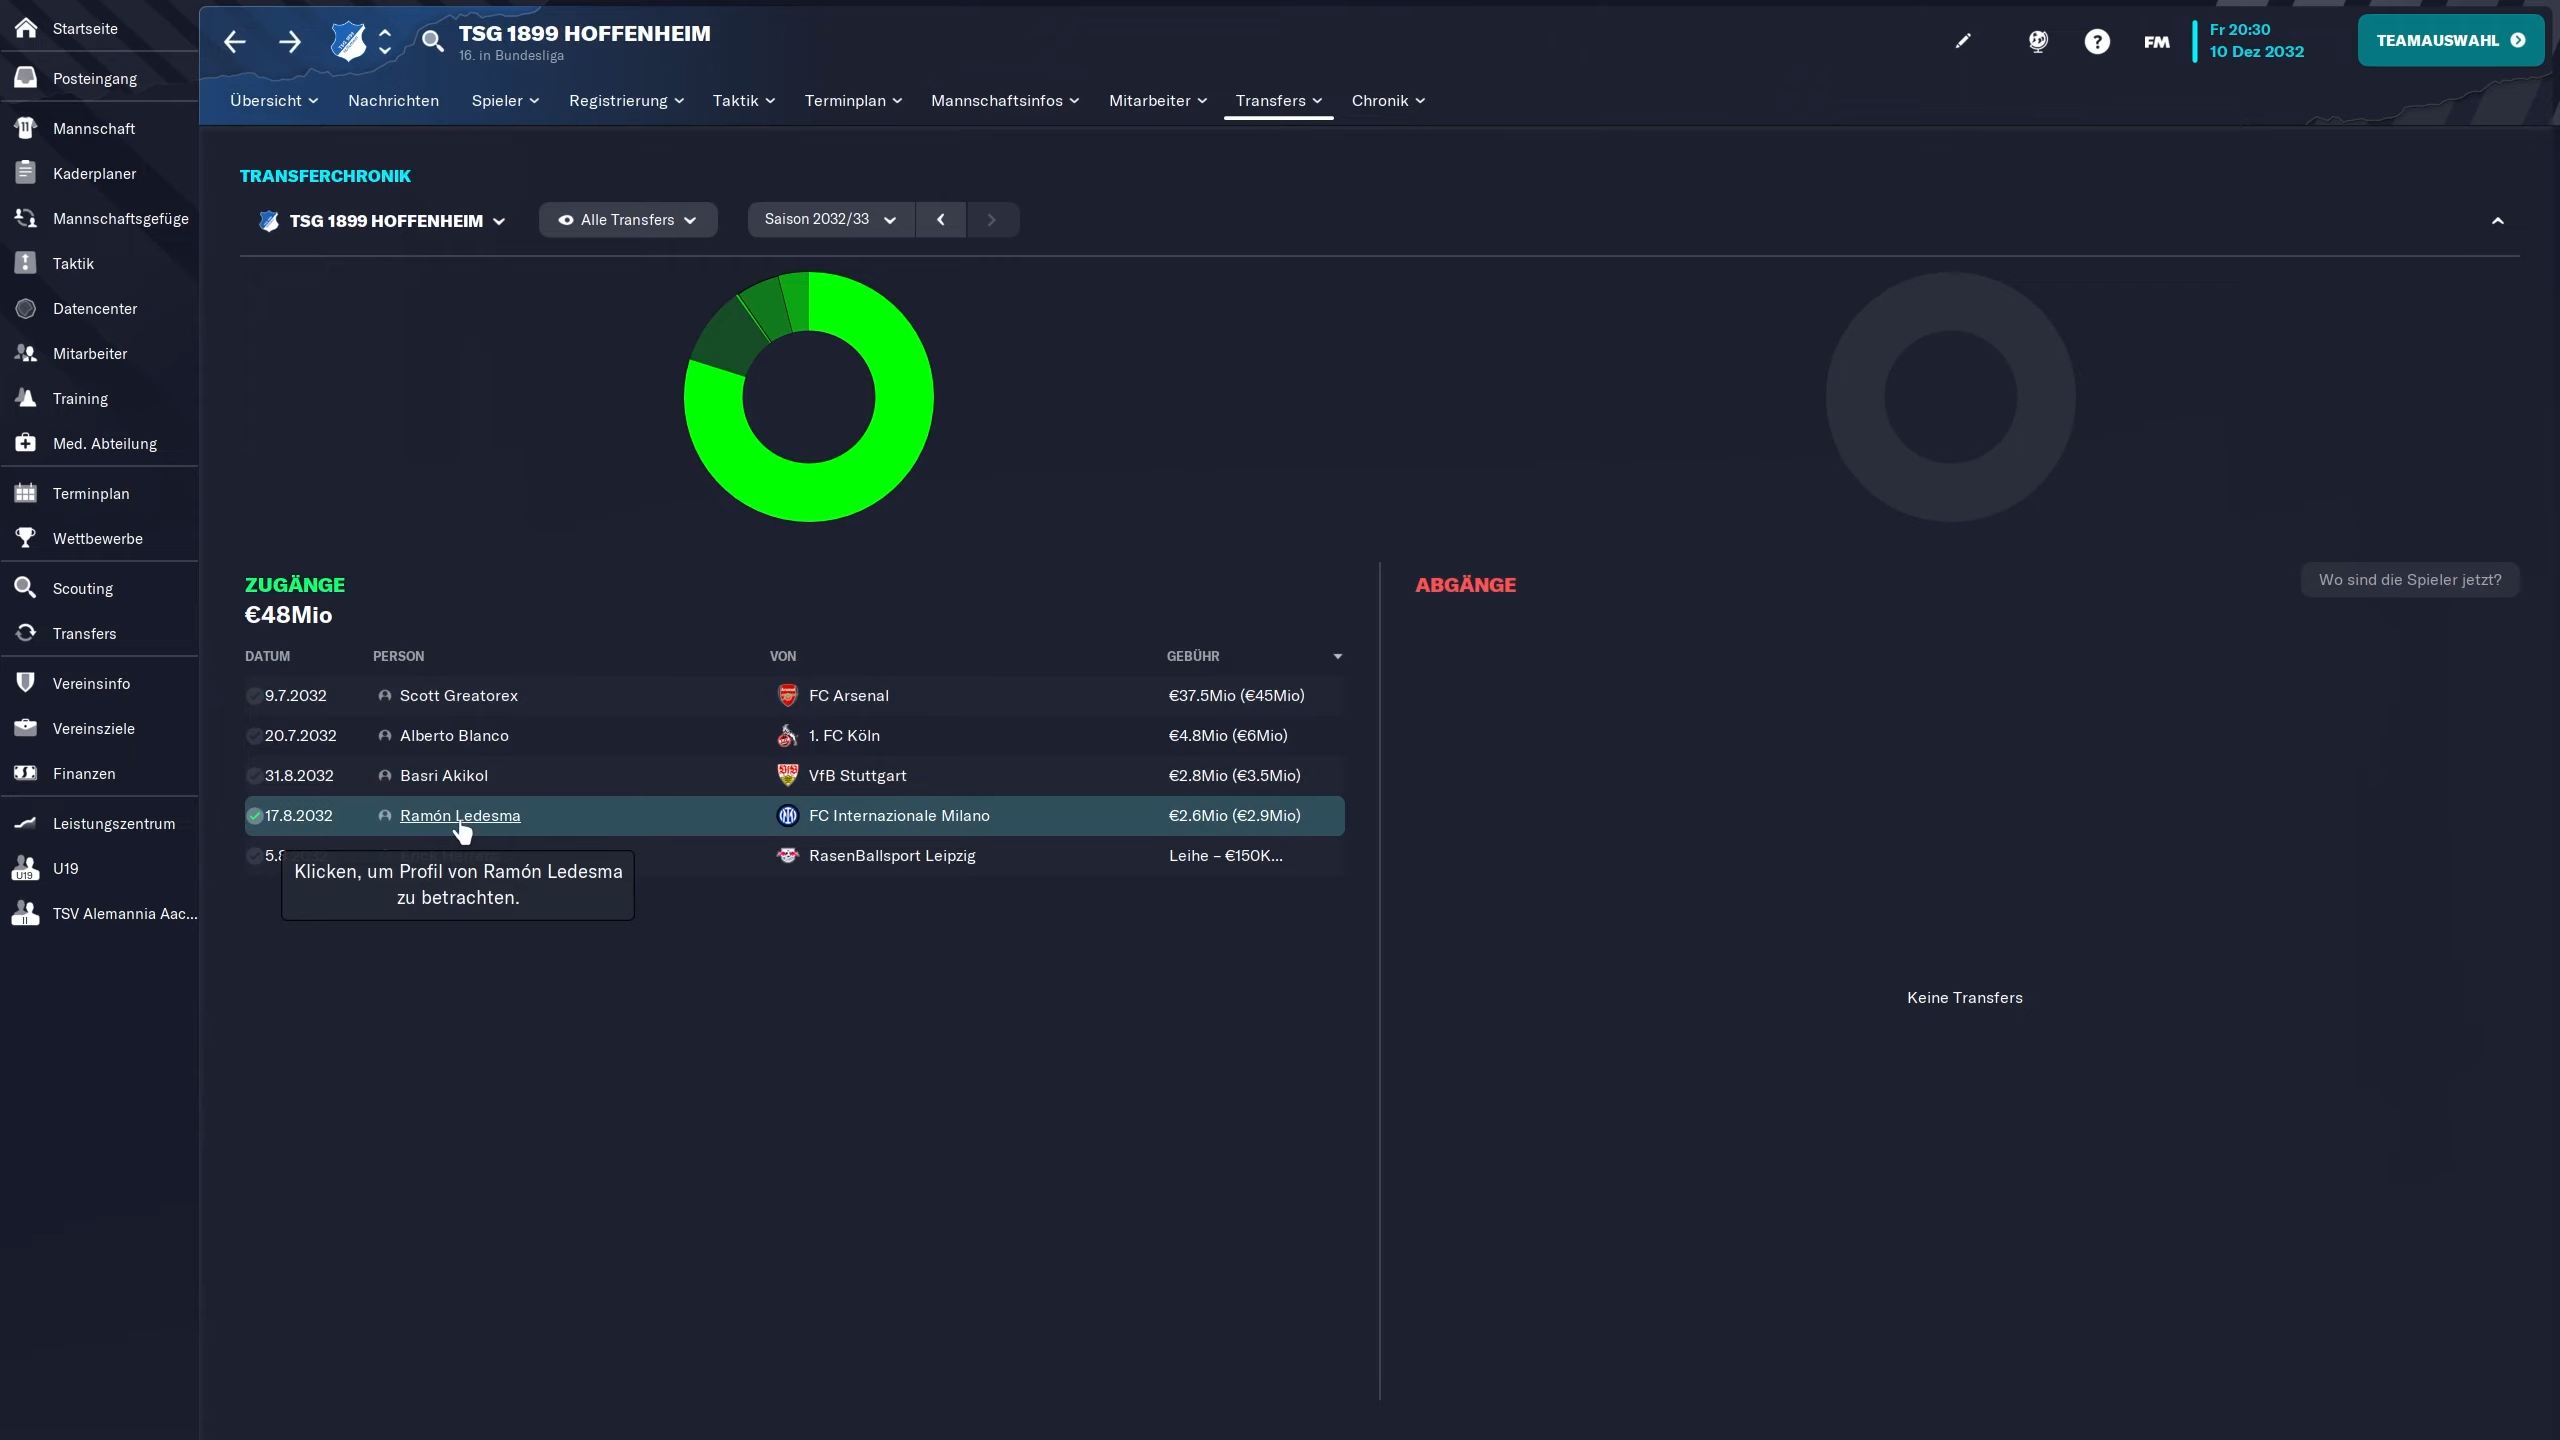 Startseite
Posteingang
Mannschaft
Kaderplaner
Mannschaftsgefüge
Taktik
Datencenter
Mitarbeiter
Training
Med. Abteilung
Terminplan
Wettbewerbe
Scouting
Transfers
Vereinsinfo
Vereinsziele
Finanzen
Leistungszentrum
U19
TSV Alemannia Aac...
TSG 1899 HOFFENHEIM
16. in Bundesliga
FM
Fr 20:30
10 Dez 2032
TEAMAUSWAHL
Übersicht Nachrichten Spieler Registrierung Taktik Terminplan Mannschaftsinfos Mitarbeiter Transfers Chronik
TRANSFERCHRONIK
TSG 1899 HOFFENHEIM Alle Transfers Saison 2032/33
ZUGÄNGE
€48Mio
DATUM PERSON VON GEBÜHR
9.7.2032 Scott Greatorex FC Arsenal €37.5Mio (€45Mio)
20.7.2032 Alberto Blanco 1. FC Köln €4.8Mio (€6Mio)
31.8.2032 Basri Akikol VfB Stuttgart €2.8Mio (€3.5Mio)
17.8.2032 Ramón Ledesma FC Internazionale Milano €2.6Mio (€2.9Mio)
RasenBallsport Leipzig Leihe – €150K...
Klicken, um Profil von Ramón Ledesma
zu betrachten.
ABGÄNGE
Wo sind die Spieler jetzt?
Keine Transfers